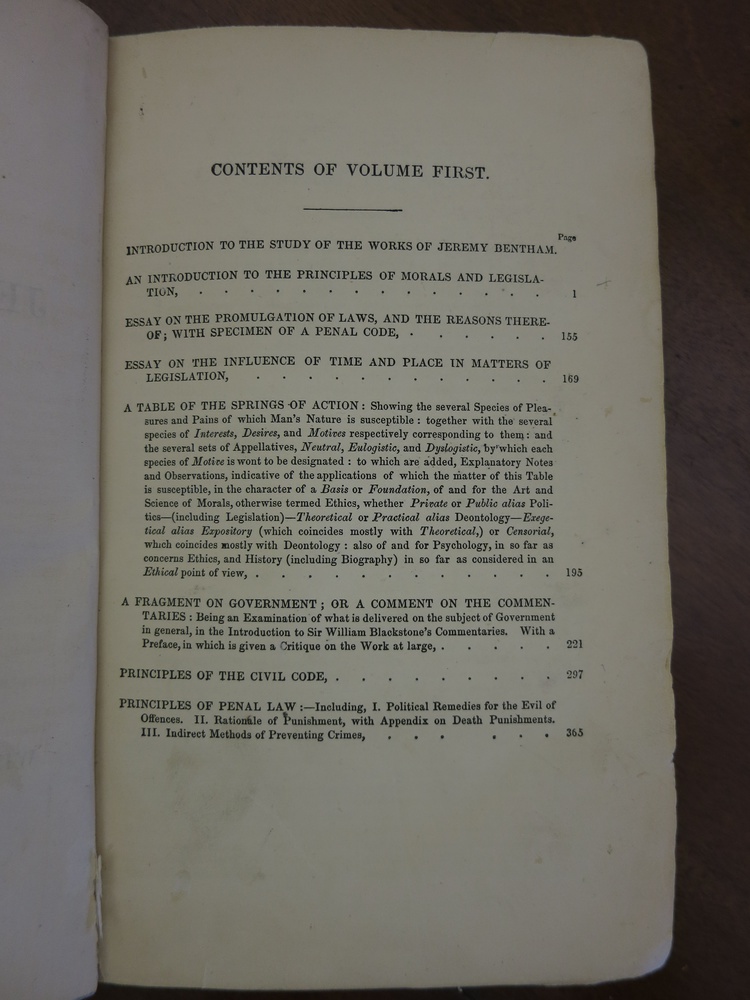 CONTENTS OF VOLUME FIRST.
Page
INTRODUCTION TO THE STUDY OF THE WORKS OF JEREMY BENTHAM.
AN INTRODUCTION TO THE PRINCIPLES OF MORALS AND LEGISLA-
TION, . . . . . . . . . . . . . . 1
ESSAY ON THE PROMULGATION OF LAWS, AND THE REASONS THERE-
OF; WITH SPECIMEN OF A PENAL CODE, . . . . . . 155
ESSAY ON THE INFLUENCE OF TIME AND PLACE IN MATTERS OF
LEGISLATION, . . . . . . . . . . . . 169
A TABLE OF THE SPRINGS OF ACTION : Showing the several Species of Plea-
sures and Pains of which Man's Nature is susceptible : together with the several
species of Interests, Desires, and Motives respectively corresponding to them : and
the several sets of Appellatives, Neutral, Eulogistic, and Dyslogistic, by which each
species of Motive is wont to be designated : to which are added, Explanatory Notes
and Observations, indicative of the applications of which the matter of this Table
is susceptible, in the character of a Basis or Foundation, of and for the Art and
Science of Morals, otherwise termed Ethics, whether Private or Public alias Poli-
tics—(including Legislation)—Theoretical or Practical alias Deontology—Exege-
tical alias Expository (which coincides mostly with Theoretical,) or Censorial,
which coincides mostly with Deontology : also of and for Psychology, in so far as
concerns Ethics, and History (including Biography) in so far as considered in an
Ethical point of view, . . . . . . . . . . . . 195
A FRAGMENT ON GOVERNMENT ; OR A COMMENT ON THE COMMEN-
TARIES : Being an Examination of what is delivered on the subject of Government
in general, in the Introduction to Sir William Blackstone's Commentaries. With a
Preface, in which is given a Critique on the Work at large, . . . . . 221
PRINCIPLES OF THE CIVIL CODE, . . . . . . . . . 297
PRINCIPLES OF PENAL LAW :—Including, I. Political Remedies for the Evil of
Offences. II. Rationale of Punishment, with Appendix on Death Punishments.
III. Indirect Methods of Preventing Crimes, . . . . . . 365